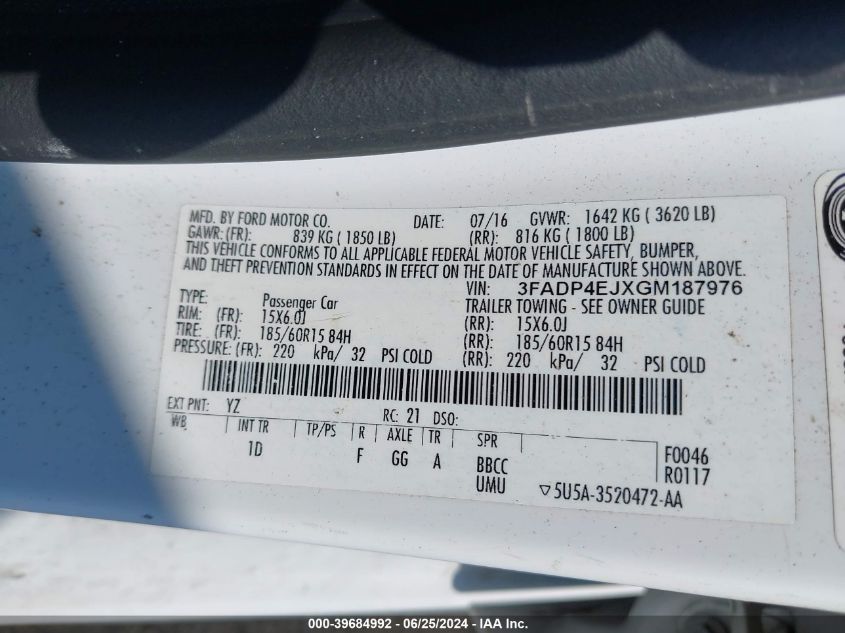 MFD. BY FORD MOTOR CO. DATE: 07/16 GVWR: 1642 KG ( 3620 LB)
GAWR: (FR): 839 KG ( 1850 LB) (RR): 816 KG ( 1800 LB)
THIS VEHICLE CONFORMS TO ALL APPLICABLE FEDERAL MOTOR VEHICLE SAFETY, BUMPER,
AND THEFT PREVENTION STANDARDS IN EFFECT ON THE DATE OF MANUFACTURE SHOWN ABOVE.
VIN: 3FADP4EJXGM187976
TYPE: Passenger Car TRAILER TOWING - SEE OWNER GUIDE
RIM: (FR): 15X6.0J (RR): 15X6.0J
TIRE: (FR): 185/60R15 84H (RR): 185/60R15 84H
PRESSURE: (FR): 220 kPa/ 32 PSI COLD (RR): 220 kPa/ 32 PSI COLD
EXT PNT: YZ RC: 21 DSO:
WB INT TR TP/PS R AXLE TR SPR
1D F GG A BBCC F0046
UMU R0117
▽5U5A-3520472-AA
000-39684992 - 06/25/2024 - IAA Inc.